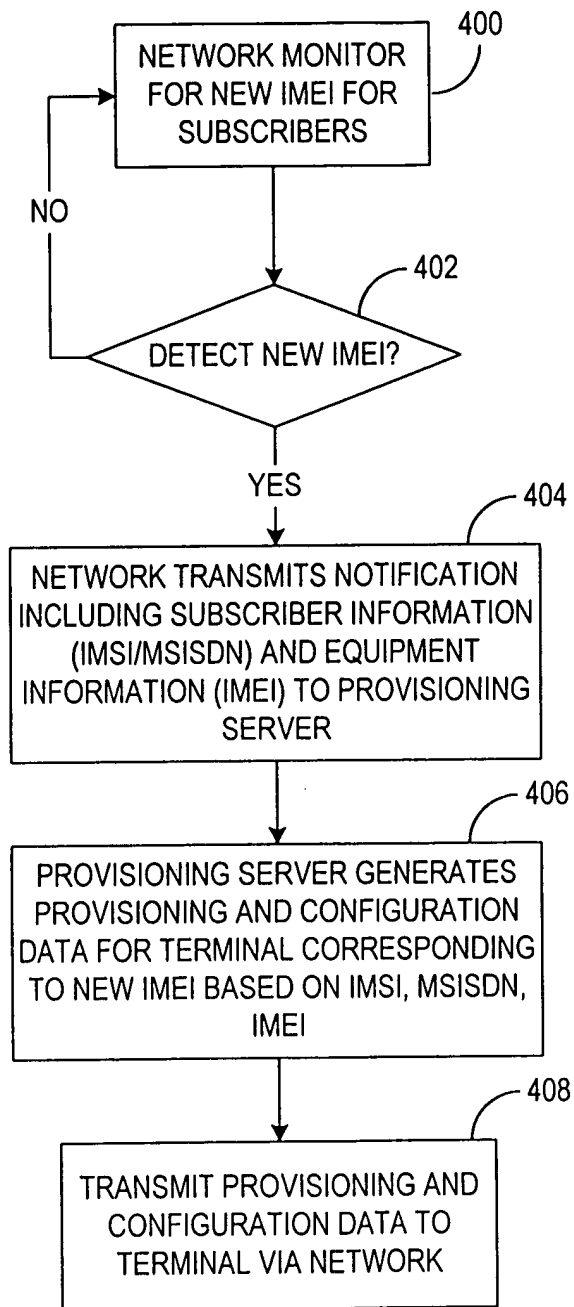 400
NETWORK MONITOR
FOR NEW IMEI FOR
SUBSCRIBERS
NO
402
DETECT NEW IMEI?
YES
404
NETWORK TRANSMITS NOTIFICATION
INCLUDING SUBSCRIBER INFORMATION
(IMSI/MSISDN) AND EQUIPMENT
INFORMATION (IMEI) TO PROVISIONING
SERVER
406
PROVISIONING SERVER GENERATES
PROVISIONING AND CONFIGURATION
DATA FOR TERMINAL CORRESPONDING
TO NEW IMEI BASED ON IMSI, MSISDN,
IMEI
408
TRANSMIT PROVISIONING AND
CONFIGURATION DATA TO
TERMINAL VIA NETWORK